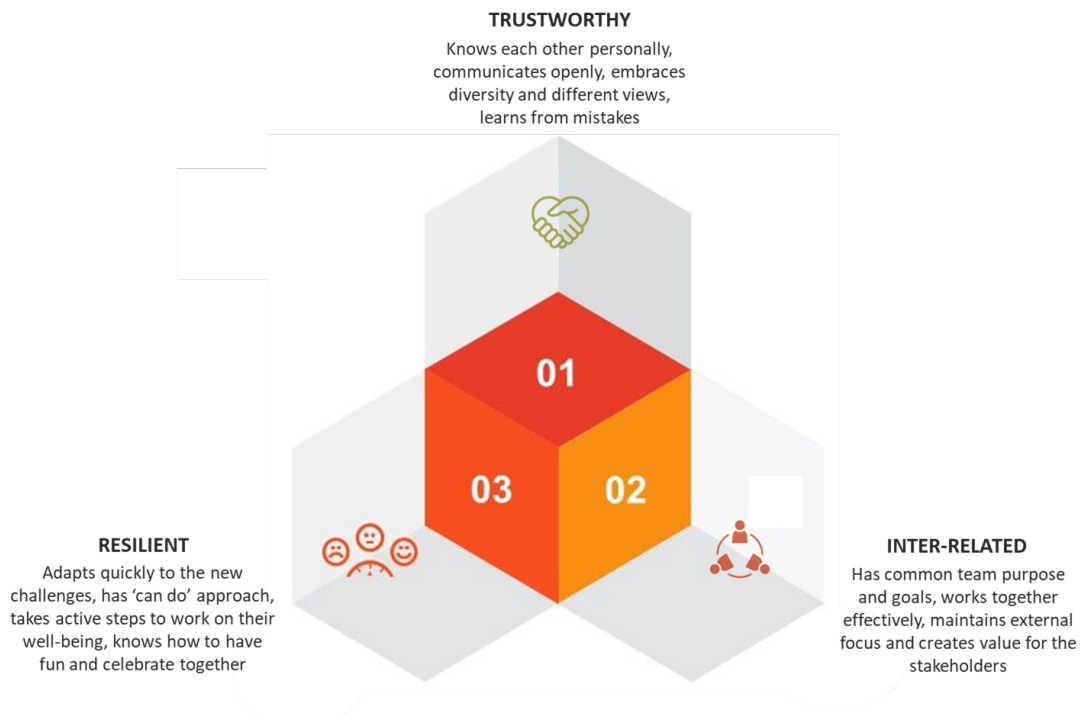 TRUSTWORTHY
Knows each other personally,
communicates openly, embraces
diversity and different views,
learns from mistakes
01
03
02
RESILIENT
Adapts quickly to the new
challenges, has ‘can do’ approach,
takes active steps to work on their
well-being, knows how to have
fun and celebrate together
INTER-RELATED
Has common team purpose
and goals, works together
effectively, maintains external
focus and creates value for the
stakeholders